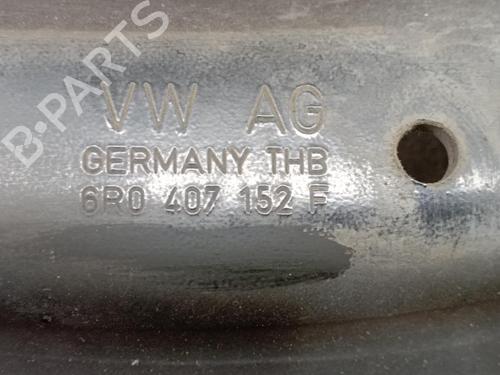 B-PARTS
VW AG
GERMANY THB
6R0 407 152 F